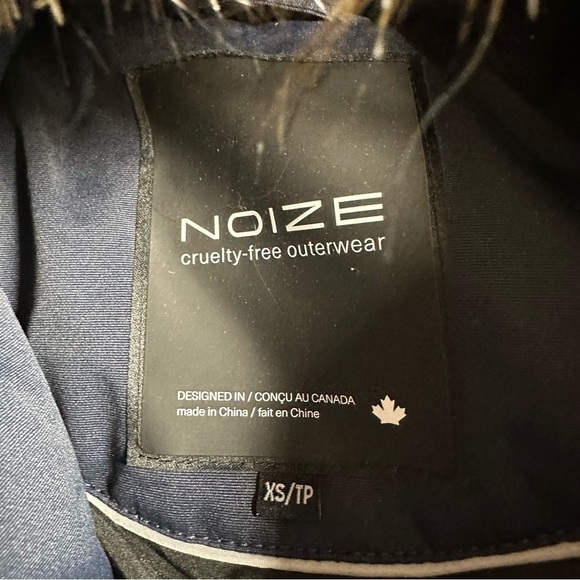 NOIZE
cruelty-free outerwear
DESIGNED IN / CONÇU AU CANADA
made in China / fait en Chine
XS/TP